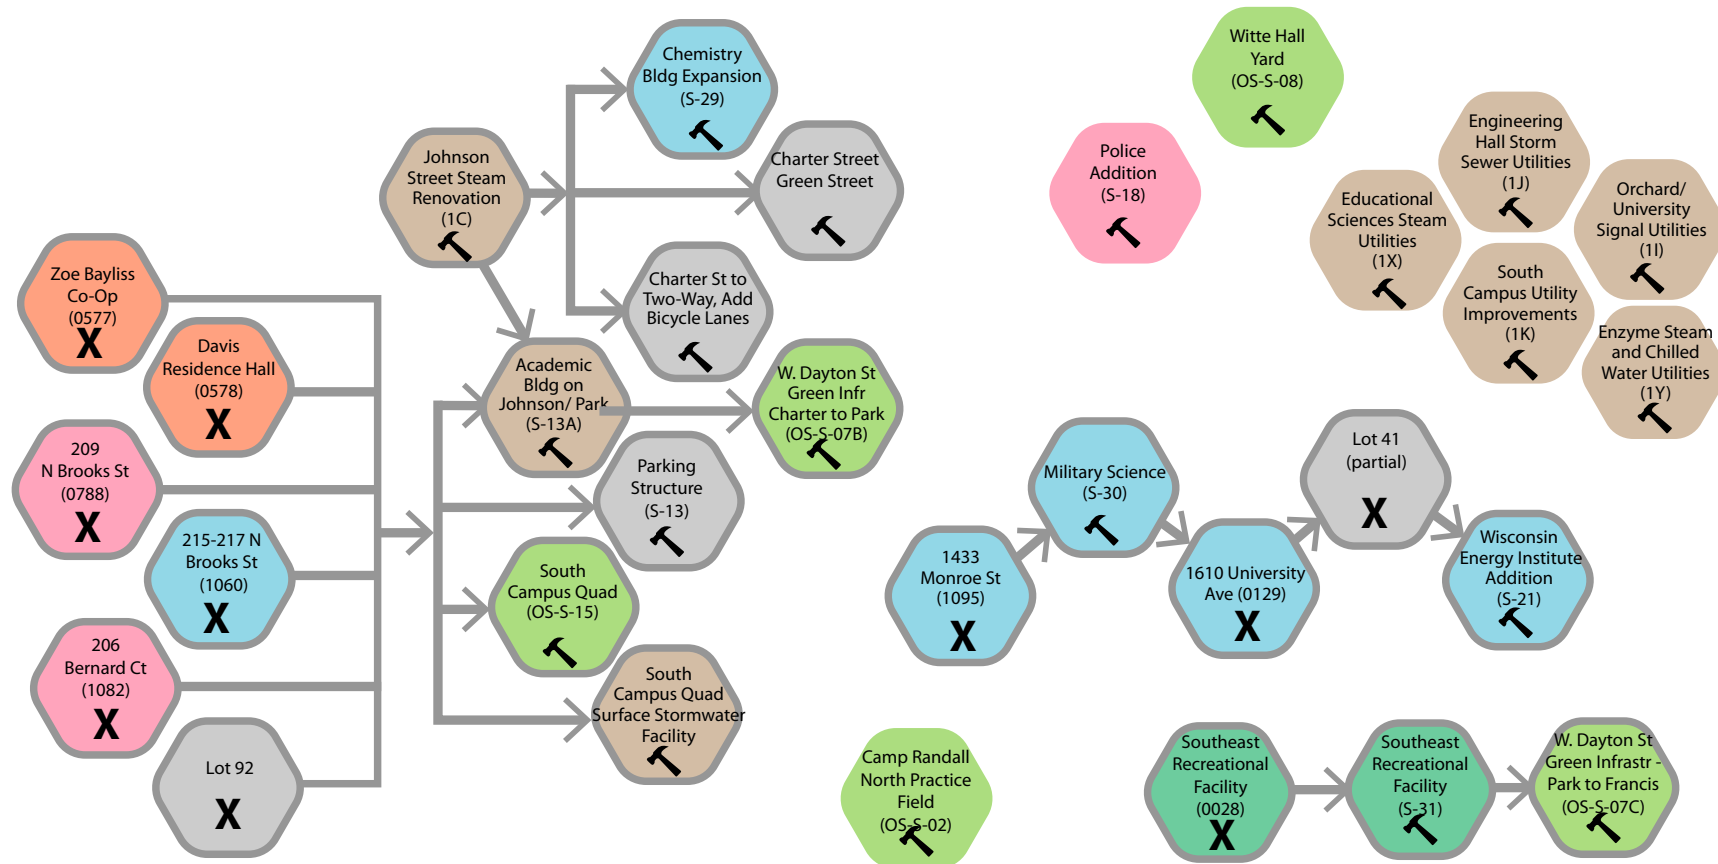 Chemistry
Bldg Expansion
(S-29)
Witte Hall
Yard
(OS-S-08)
Johnson
Street Steam
Renovation
(1C)
Charter Street
Green Street
Police
Addition
(S-18)
Engineering
Hall Storm
Sewer Utilities
(1J)
Educational
Sciences Steam
Utilities
(1X)
Orchard/
University
Signal Utilities
(1I)
South
Campus Utility
Improvements
(1K)
Enzyme Steam
and Chilled
Water Utilities
(1Y)
Zoe Bayliss
Co-Op
(0577)
X
Charter St to
Two-Way, Add
Bicycle Lanes
Davis
Residence Hall
(0578)
X
Academic
Bldg on
Johnson/ Park
(S-13A)
W. Dayton St
Green Infr
Charter to Park
(OS-S-07B)
209
N Brooks St
(0788)
X
Parking
Structure
(S-13)
Military Science
(S-30)
Lot 41
(partial)
X
215-217 N
Brooks St
(1060)
X
South
Campus Quad
(OS-S-15)
1433
Monroe St
(1095)
X
1610 University
Ave (0129)
X
Wisconsin
Energy Institute
Addition
(S-21)
206
Bernard Ct
(1082)
X
South
Campus Quad
Surface Stormwater
Facility
Lot 92
X
Camp Randall
North Practice
Field
(OS-S-02)
Southeast
Recreational
Facility
(0028)
X
Southeast
Recreational
Facility
(S-31)
W. Dayton St
Green Infrastr -
Park to Francis
(OS-S-07C)